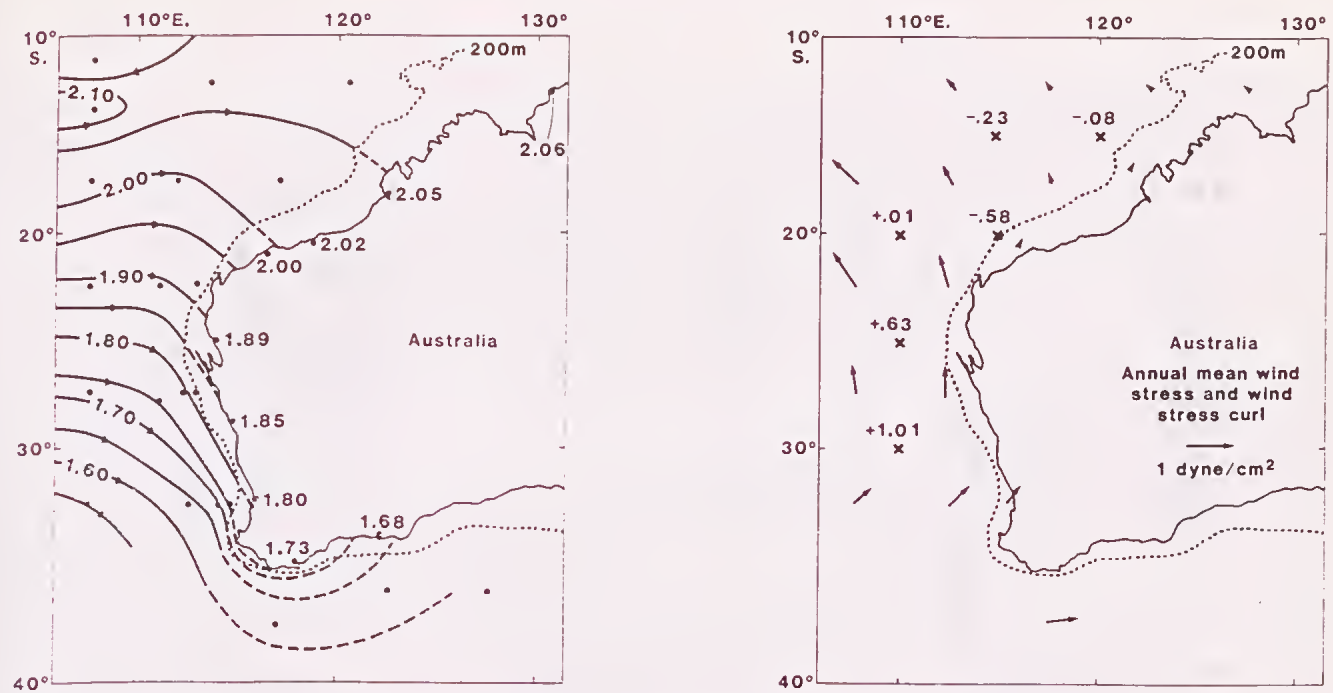 110°E. 120° 130°
10°
S.
200m
2.10
2.06
2.00
2.05
20°
2.02
2.00
1.90
1.89
Australia
1.80
1.85
1.70
30°
1.60
1.80
1.68
1.73
40°
110°E. 120° 130°
10°
S.
200m
-.23 -.08
+.01 -.58
20°
+.63
Australia
Annual mean wind
stress and wind
stress curl
1 dyne/cm²
+1.01
30°
40°